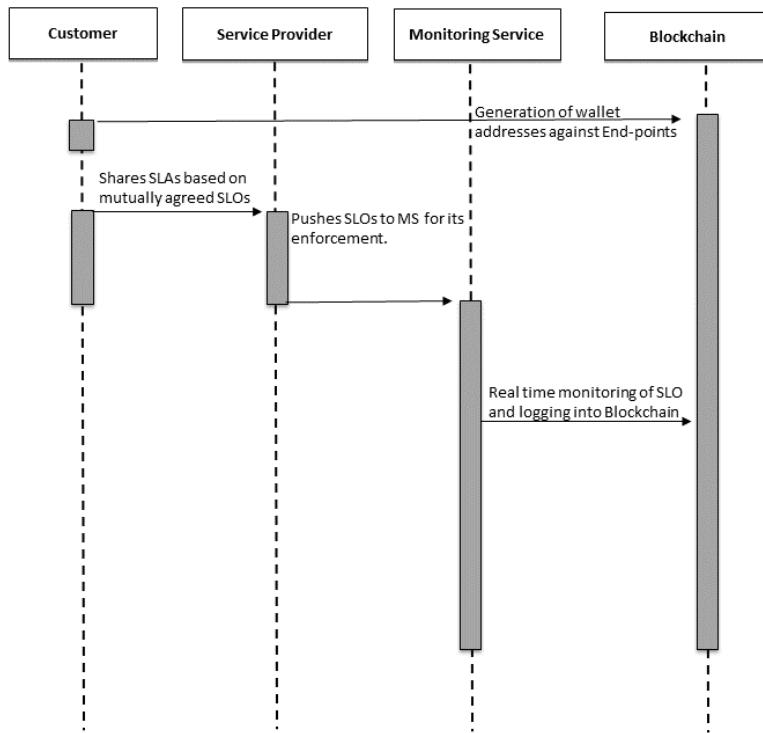 Customer
Service Provider
Monitoring Service
Blockchain
Generation of wallet
addresses against End-points
Shares SLAs based on
mutually agreed SLOs
Pushes SLOs to MS for its
enforcement.
Real time monitoring of SLO
and logging into Blockchain